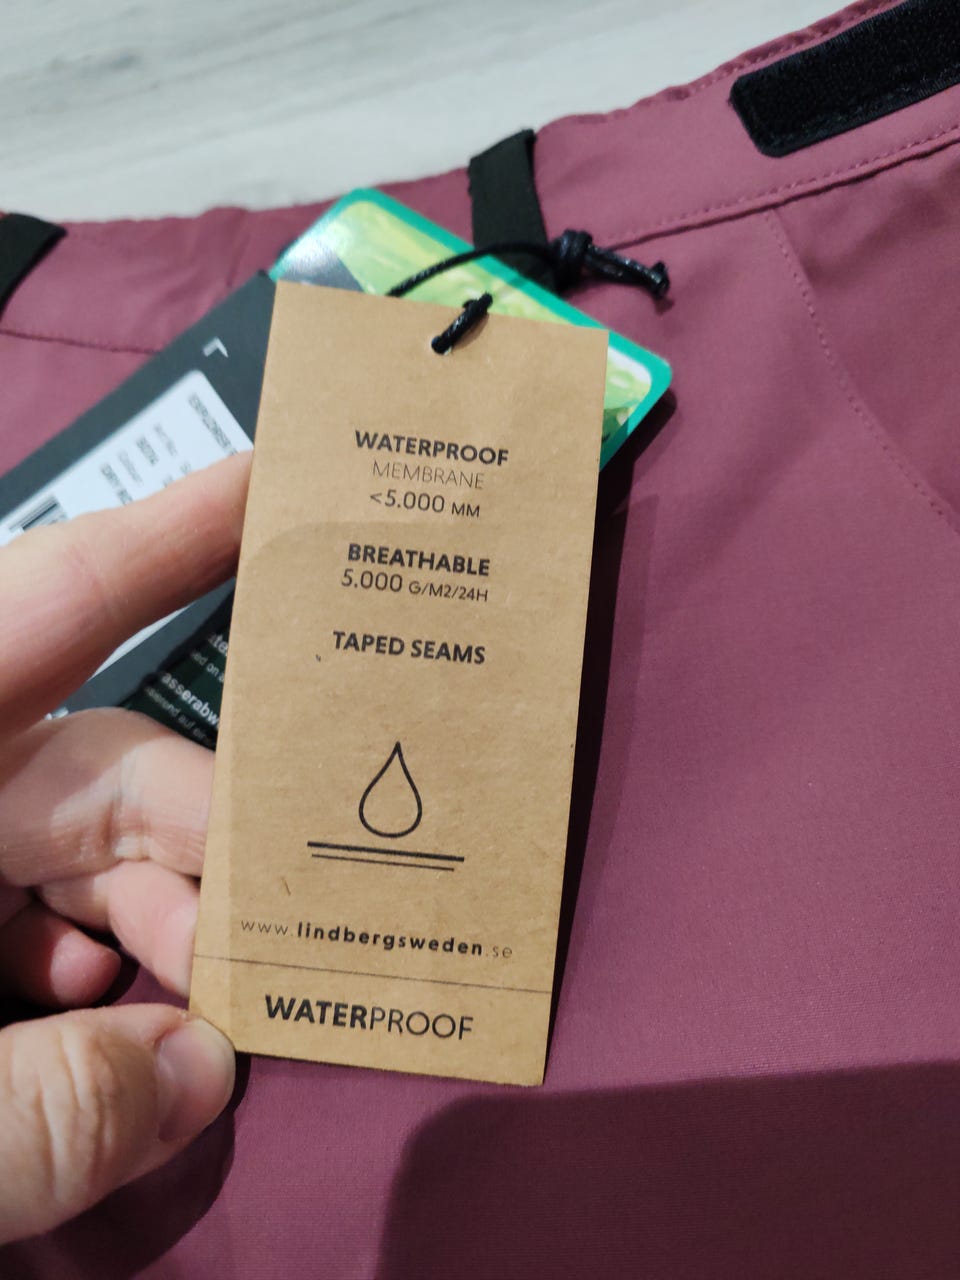 WATERPROOF
MEMBRANE
<5.000 MM
BREATHABLE
5.000 G/M2/24H
TAPED SEAMS
www.lindbergsweden.se
WATERPROOF